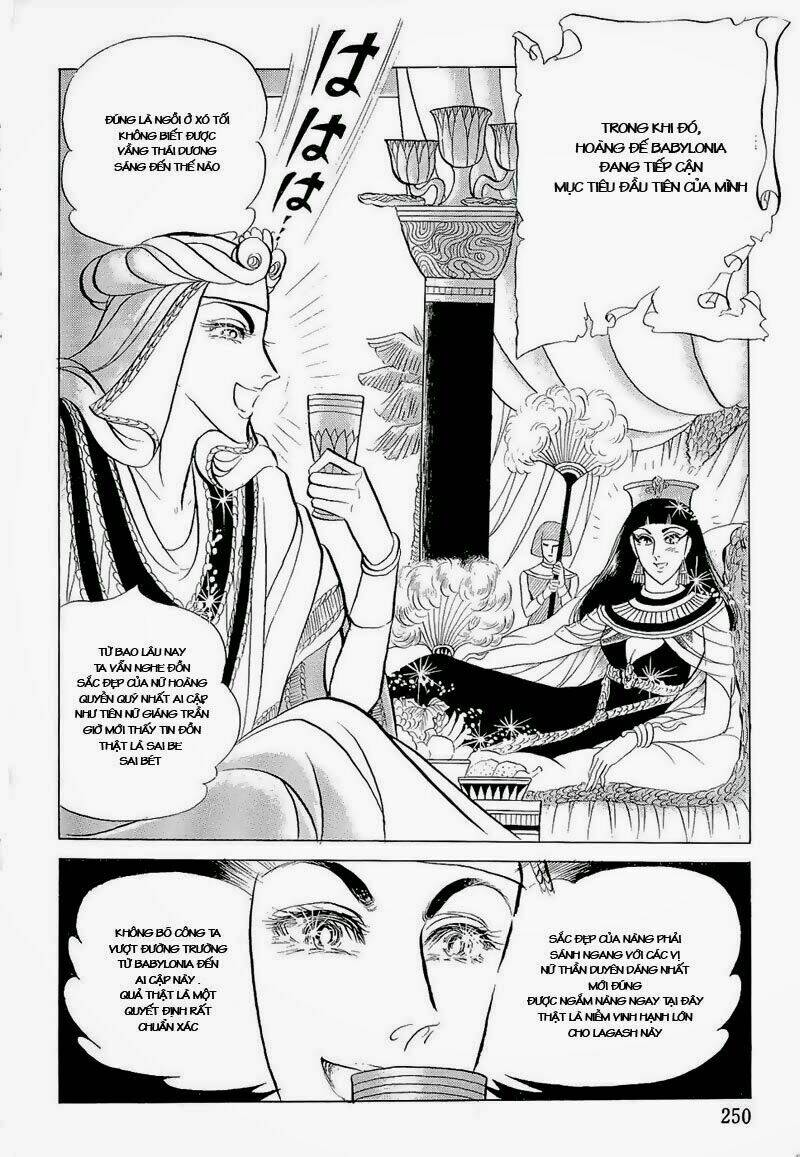 TRONG KHI ĐÓ,
HOÀNG ĐẾ BABYLONIA
ĐANG TIẾP CẬN
MỤC TIÊU ĐẦU TIÊN CỦA MÌNH
ĐÚNG LÀ NGỒI Ở XÓ TỐI
KHÔNG BIẾT ĐƯỢC
VẦNG THÁI DƯƠNG
SÁNG ĐẾN THẾ NÀO
はははは…
TỪ BAO LÂU NAY
TA VẪN NGHE ĐỒN
SẮC ĐẸP CỦA NỮ HOÀNG
QUYỀN QUÝ NHẤT AI CẬP
NHƯ TIÊN NỮ GIÁNG TRẦN
GIỜ MỚI THẤY TIN ĐỒN
THẬT LÀ SAI BE
SAI BÉT
KHÔNG BÕ CÔNG TA
VƯỢT ĐƯỜNG TRƯỜNG
TỪ BABYLONIA ĐẾN
AI CẬP NÀY .
QUẢ THẬT LÀ MỘT
QUYẾT ĐỊNH RẤT
CHUẨN XÁC
SẮC ĐẸP CỦA NÀNG PHẢI
SÁNH NGANG VỚI CÁC VỊ
NỮ THẦN DUYÊN DÁNG NHẤT
MỚI ĐÚNG
ĐƯỢC NGẮM NÀNG NGAY TẠI ĐÂY
THẬT LÀ NIỀM VINH HẠNH LỚN
CHO LAGASH NÀY
250